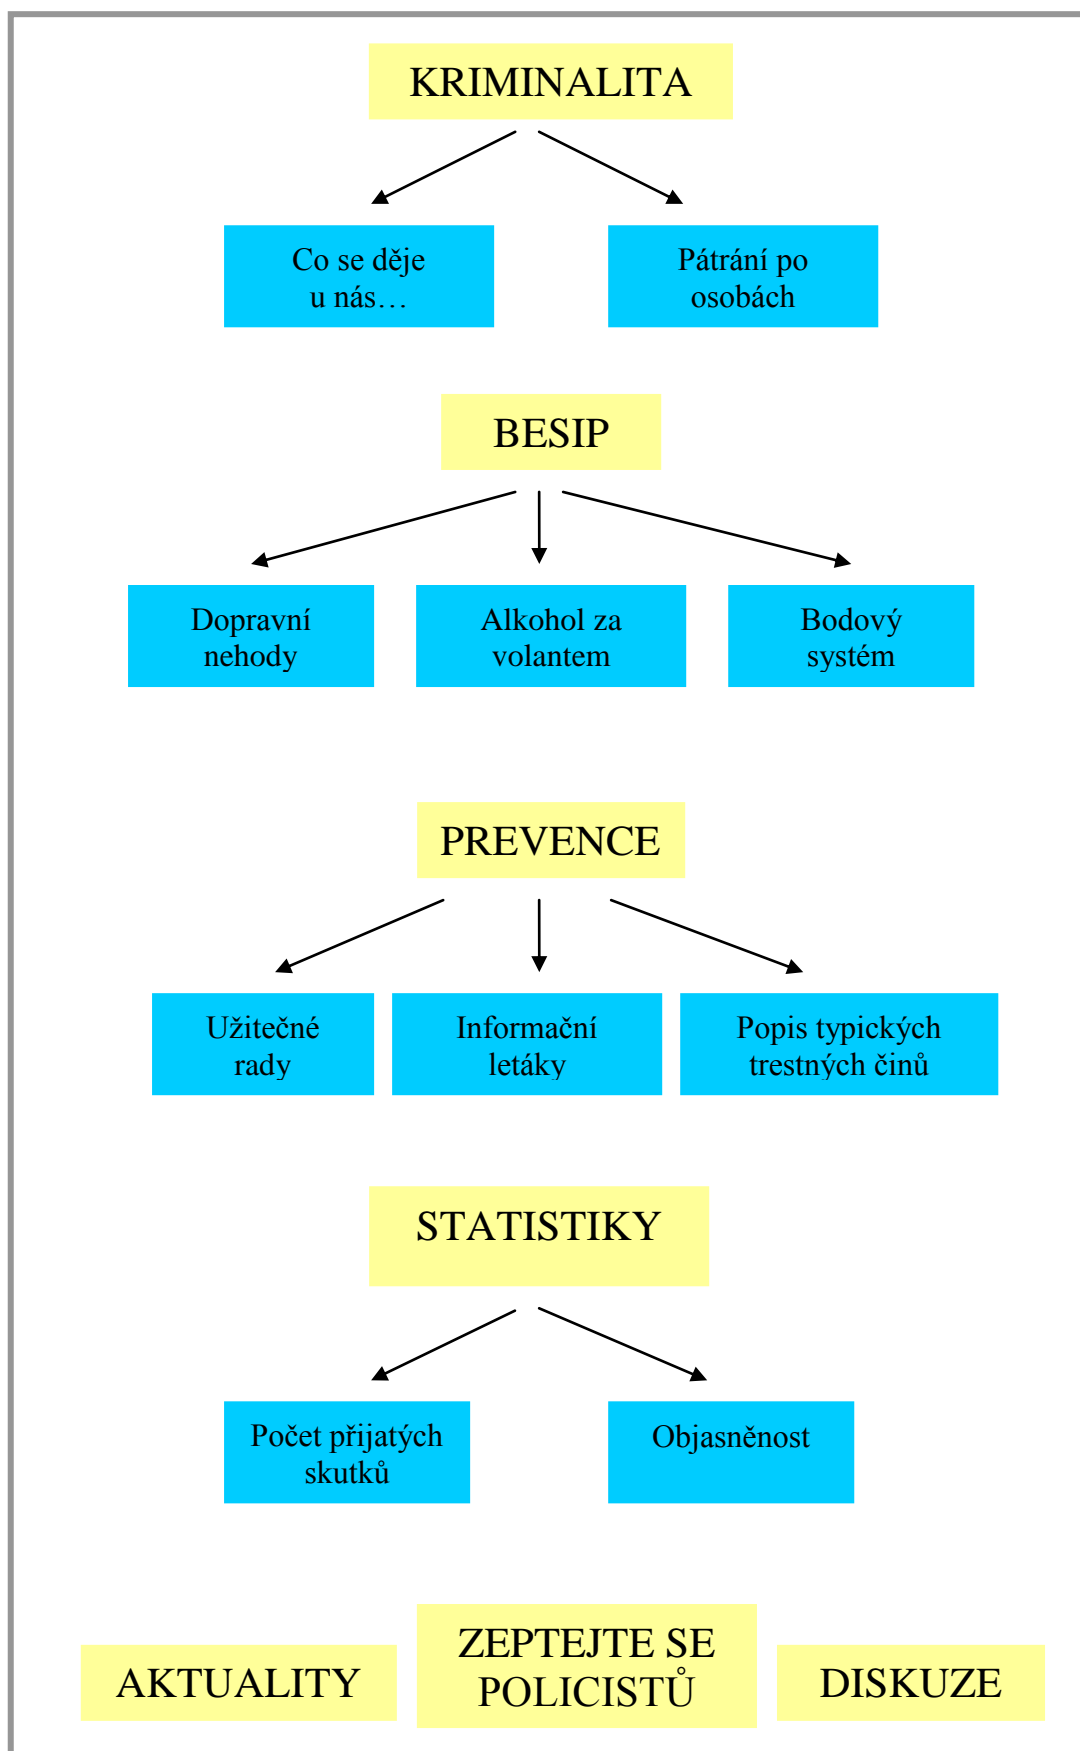 KRIMINALITA
Co se děje
u nás…
Pátrání po
osobách
BESIP
Dopravní
nehody
Alkohol za
volantem
Bodový
systém
PREVENCE
Užitečné
rady
Informační
letáky
Popis typických
trestných činů
STATISTIKY
Počet přijatých
skutků
Objasněnost
AKTUALITY
ZEPTEJTE SE
POLICISTŮ
DISKUZE